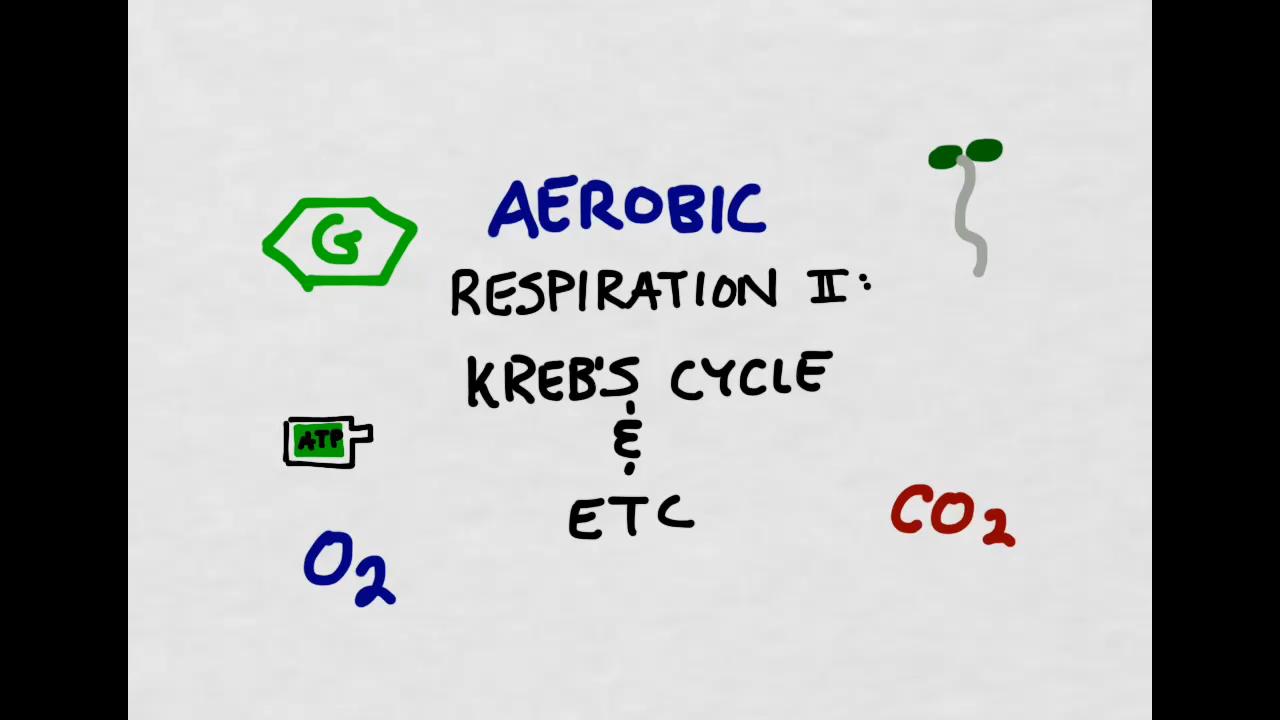 AEROBIC
G
RESPIRATION II:
KREB'S CYCLE
&
ATP
ETC
CO2
O2